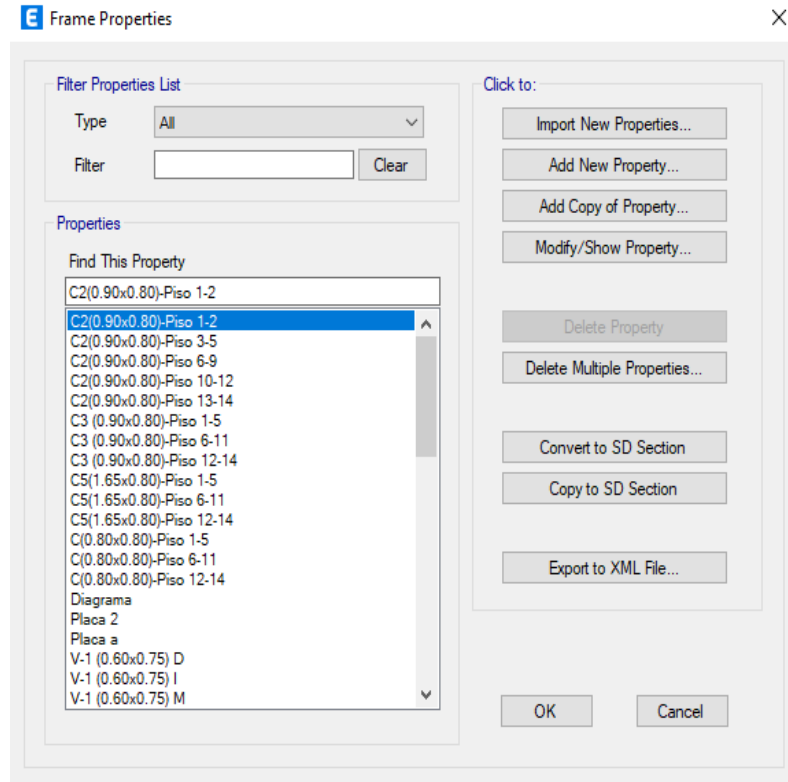 E Frame Properties
Filter Properties List
Type All
Filter Clear
Properties
Find This Property
C2(0.90x0.80)-Piso 1-2
C2(0.90x0.80)-Piso 1-2
C2(0.90x0.80)-Piso 3-5
C2(0.90x0.80)-Piso 6-9
C2(0.90x0.80)-Piso 10-12
C2(0.90x0.80)-Piso 13-14
C3 (0.90x0.80)-Piso 1-5
C3 (0.90x0.80)-Piso 6-11
C3 (0.90x0.80)-Piso 12-14
C5(1.65x0.80)-Piso 1-5
C5(1.65x0.80)-Piso 6-11
C5(1.65x0.80)-Piso 12-14
C(0.80x0.80)-Piso 1-5
C(0.80x0.80)-Piso 6-11
C(0.80x0.80)-Piso 12-14
Diagrama
Placa 2
Placa a
V-1 (0.60x0.75) D
V-1 (0.60x0.75) I
V-1 (0.60x0.75) M
Click to:
Import New Properties...
Add New Property...
Add Copy of Property...
Modify/Show Property...
Delete Property
Delete Multiple Properties...
Convert to SD Section
Copy to SD Section
Export to XML File...
OK Cancel